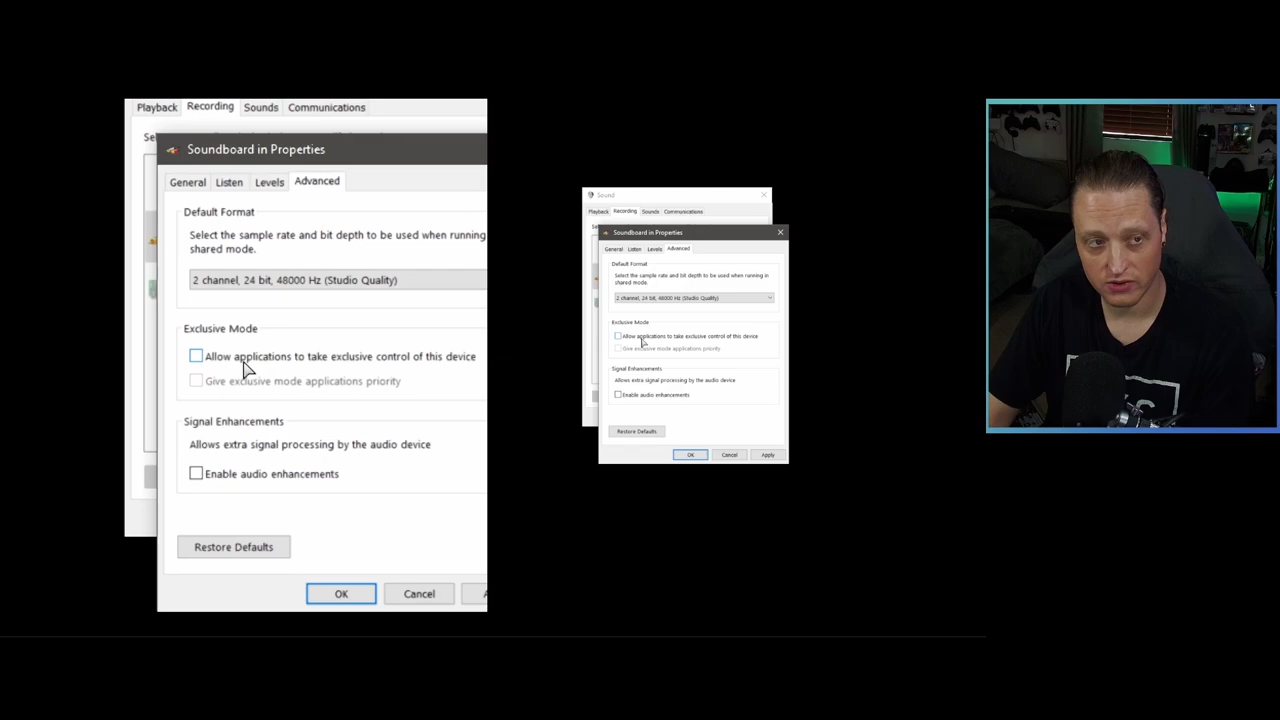 Playback Recording Sounds Communications
Se
Soundboard in Properties
General Listen Levels Advanced
Default Format
Select the sample rate and bit depth to be used when running
shared mode.
2 channel, 24 bit, 48000 Hz (Studio Quality)
Exclusive Mode
Allow applications to take exclusive control of this device
Give exclusive mode applications priority
Signal Enhancements
Allows extra signal processing by the audio device
Enable audio enhancements
Restore Defaults
OK Cancel
Sound
Playback Recording Sounds Communications
Se
Soundboard in Properties
General Listen Levels Advanced
Default Format
Select the sample rate and bit depth to be used when running in
shared mode.
2 channel, 24 bit, 48000 Hz (Studio Quality)
Exclusive Mode
Allow applications to take exclusive control of this device
Give exclusive mode applications priority
Signal Enhancements
Allows extra signal processing by the audio device
Enable audio enhancements
Restore Defaults
OK Cancel Apply